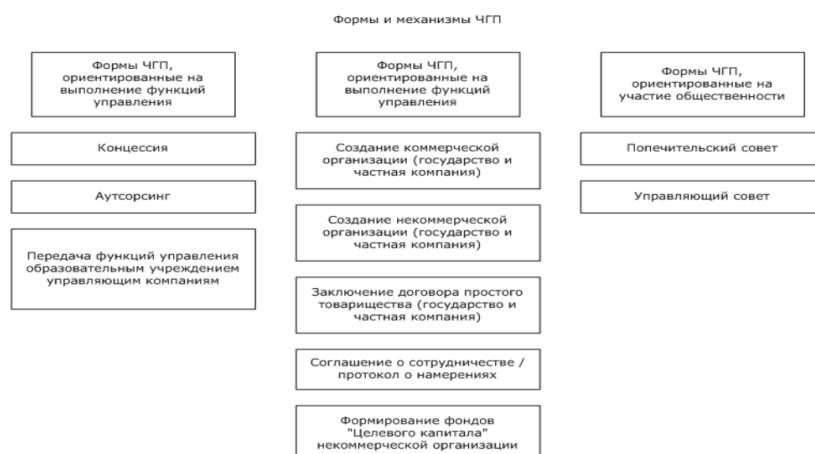 Формы и механизмы ЧГП
Формы ЧГП,
ориентированные на
выполнение функций
управления
Концессия
Аутсорсинг
Передача функций управления
образовательным учреждением
управляющим компаниям
Формы ЧГП,
ориентированные на
выполнение функций
управления
Создание коммерческой
организации (государство и
частная компания)
Создание некоммерческой
организации (государство и
частная компания)
Заключение договора простого
товарищества (государство и
частная компания)
Соглашение о сотрудничестве /
протокол о намерениях
Формирование фондов
"Целевого капитала"
некоммерческой организации
Формы ЧГП,
ориентированные на
участие общественности
Попечительский совет
Управляющий совет